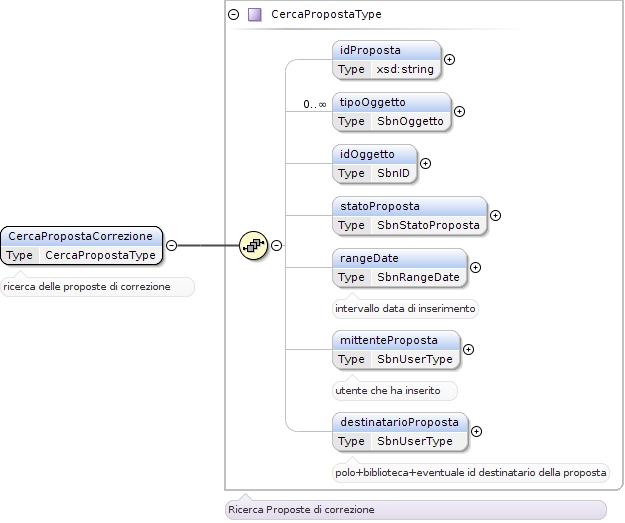 CercaPropostaType
idProposta
Type xsd:string
0..∞
tipoOggetto
Type SbnOggetto
idOggetto
Type SbnID
statoProposta
Type SbnStatoProposta
CercaPropostaCorrezione
Type CercaPropostaType
ricerca delle proposte di correzione
rangeDate
Type SbnRangeDate
intervallo data di inserimento
mittenteProposta
Type SbnUserType
utente che ha inserito
destinatarioProposta
Type SbnUserType
polo+biblioteca+eventuale id destinatario della proposta
Ricerca Proposte di correzione